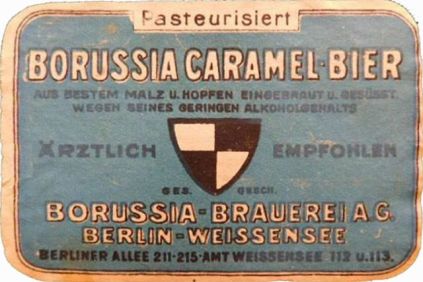 Pasteurisiert
BORUSSIA CARAMEL-BIER
AUS BESTEM MALZ U. HOPFEN EINGEBRAUT U. GESÜSST.
WEGEN SEINES GERINGEN ALKOHOLGEHALTS
ÄRZTLICH EMPFOHLEN
GES. GESCH.
BORUSSIA-BRAUEREI A.G.
BERLIN-WEISSENSEE
BERLINER ALLEE 211-215·AMT WEISSENSEE 112 U.113.